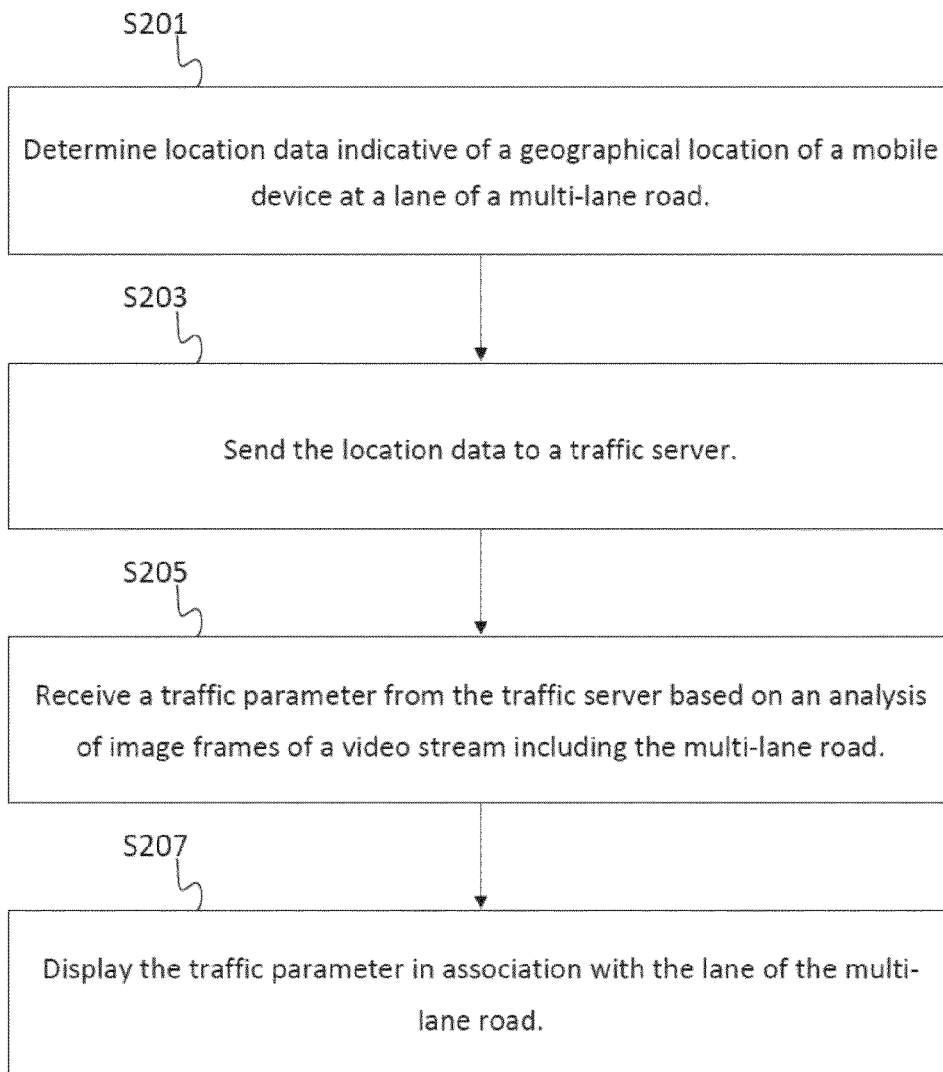 S201
Determine location data indicative of a geographical location of a mobile
device at a lane of a multi-lane road.
S203
Send the location data to a traffic server.
S205
Receive a traffic parameter from the traffic server based on an analysis
of image frames of a video stream including the multi-lane road.
S207
Display the traffic parameter in association with the lane of the multi-
lane road.